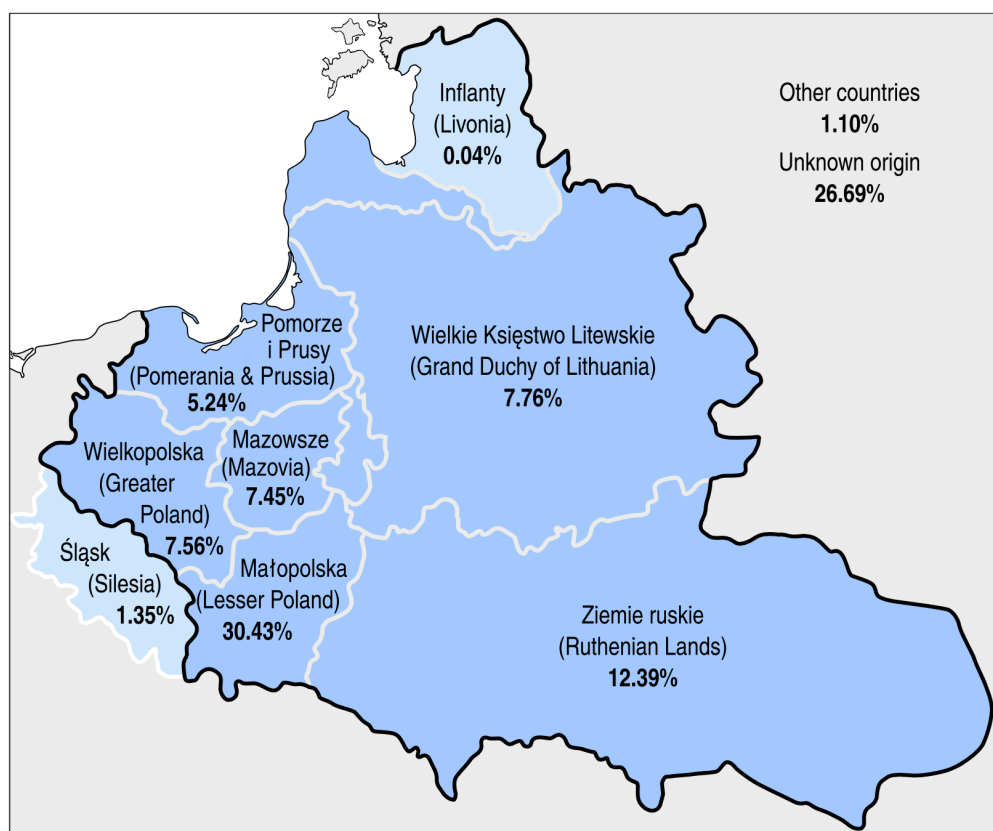 Inflanty
(Livonia)
0.04%
Other countries
1.10%
Unknown origin
26.69%
Pomorze
i Prusy
(Pomerania & Prussia)
5.24%
Wielkie Księstwo Litewskie
(Grand Duchy of Lithuania)
7.76%
Wielkopolska
(Greater
Poland)
7.56%
Mazowsze
(Mazovia)
7.45%
Śląsk
(Silesia)
1.35%
Małopolska
(Lesser Poland)
30.43%
Ziemie ruskie
(Ruthenian Lands)
12.39%